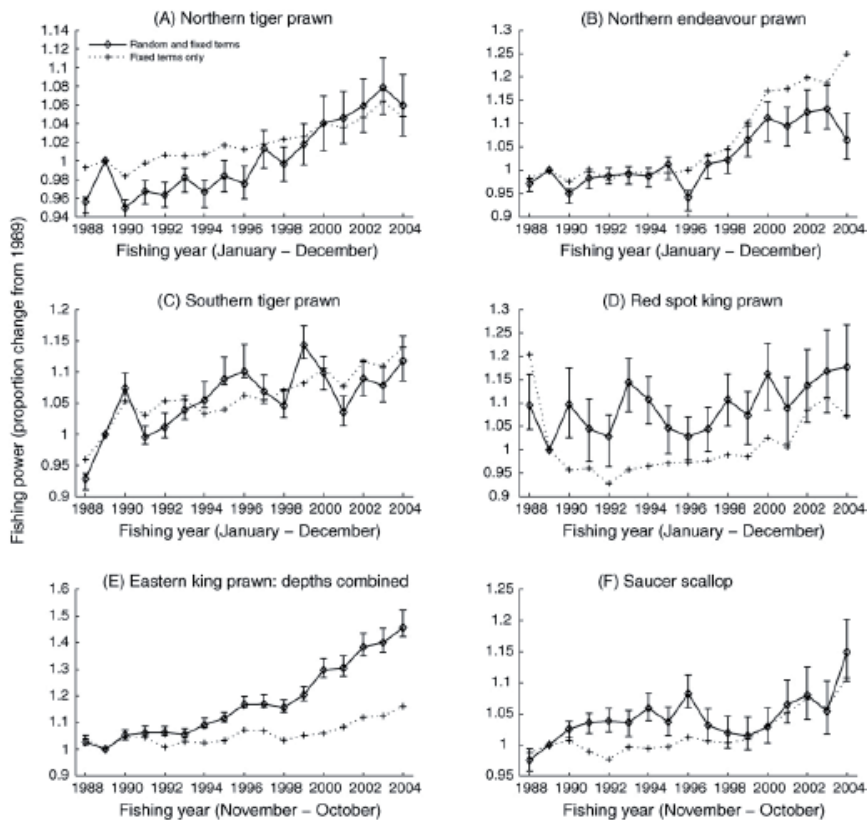 Fishing power (proportion change from 1989)
(A) Northern tiger prawn
1.14
1.12
1.1
1.08
1.06
1.04
1.02
1
0.98
0.96
0.94
Random and fixed terms
Fixed terms only
1988 1990 1992 1994 1996 1998 2000 2002 2004
Fishing year (January – December)
(B) Northern endeavour prawn
1.3
1.25
1.2
1.15
1.1
1.05
1
0.95
0.9
1988 1990 1992 1994 1996 1998 2000 2002 2004
Fishing year (January – December)
(C) Southern tiger prawn
1.2
1.15
1.1
1.05
1
0.95
0.9
1988 1990 1992 1994 1996 1998 2000 2002 2004
Fishing year (January – December)
(D) Red spot king prawn
1.3
1.25
1.2
1.15
1.1
1.05
1
0.95
0.9
1988 1990 1992 1994 1996 1998 2000 2002 2004
Fishing year (January – December)
(E) Eastern king prawn: depths combined
1.6
1.5
1.4
1.3
1.2
1.1
1
0.9
1988 1990 1992 1994 1996 1998 2000 2002 2004
Fishing year (November – October)
(F) Saucer scallop
1.25
1.2
1.15
1.1
1.05
1
0.95
1988 1990 1992 1994 1996 1998 2000 2002 2004
Fishing year (November – October)